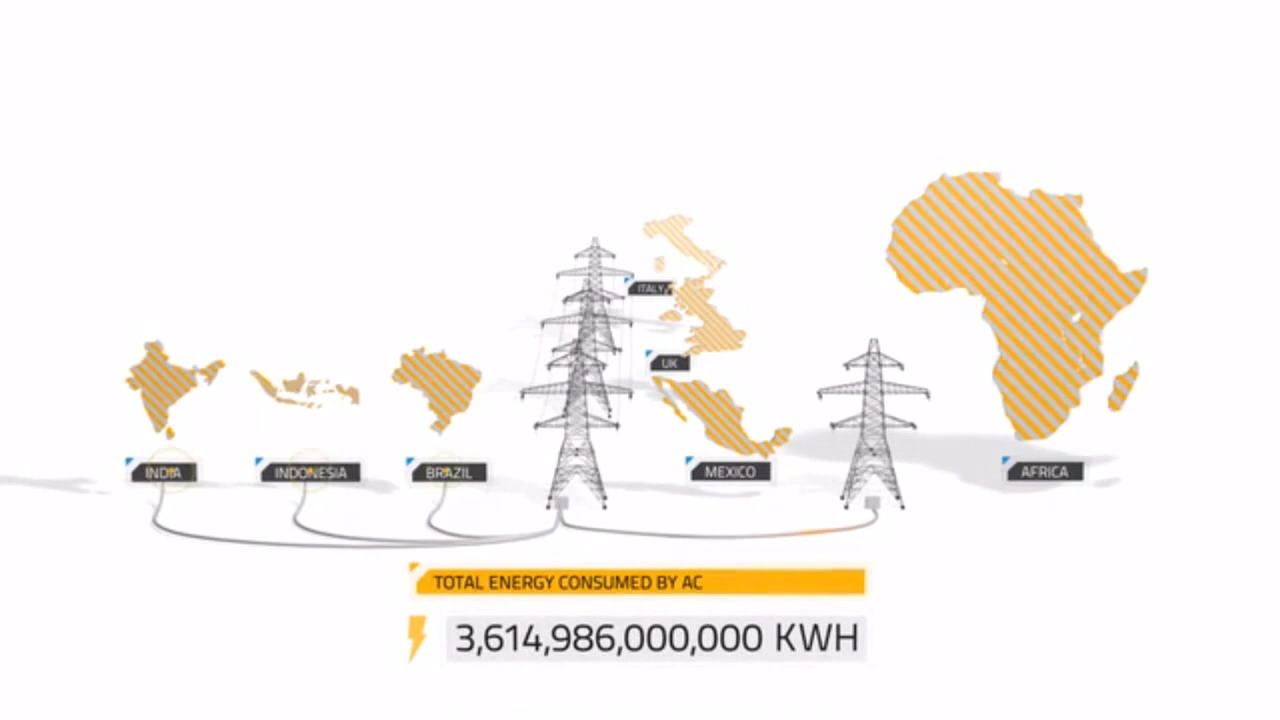 ITALY
UK
INDIA
INDONESIA
BRAZIL
MEXICO
AFRICA
TOTAL ENERGY CONSUMED BY AC
3,614,986,000,000 KWH